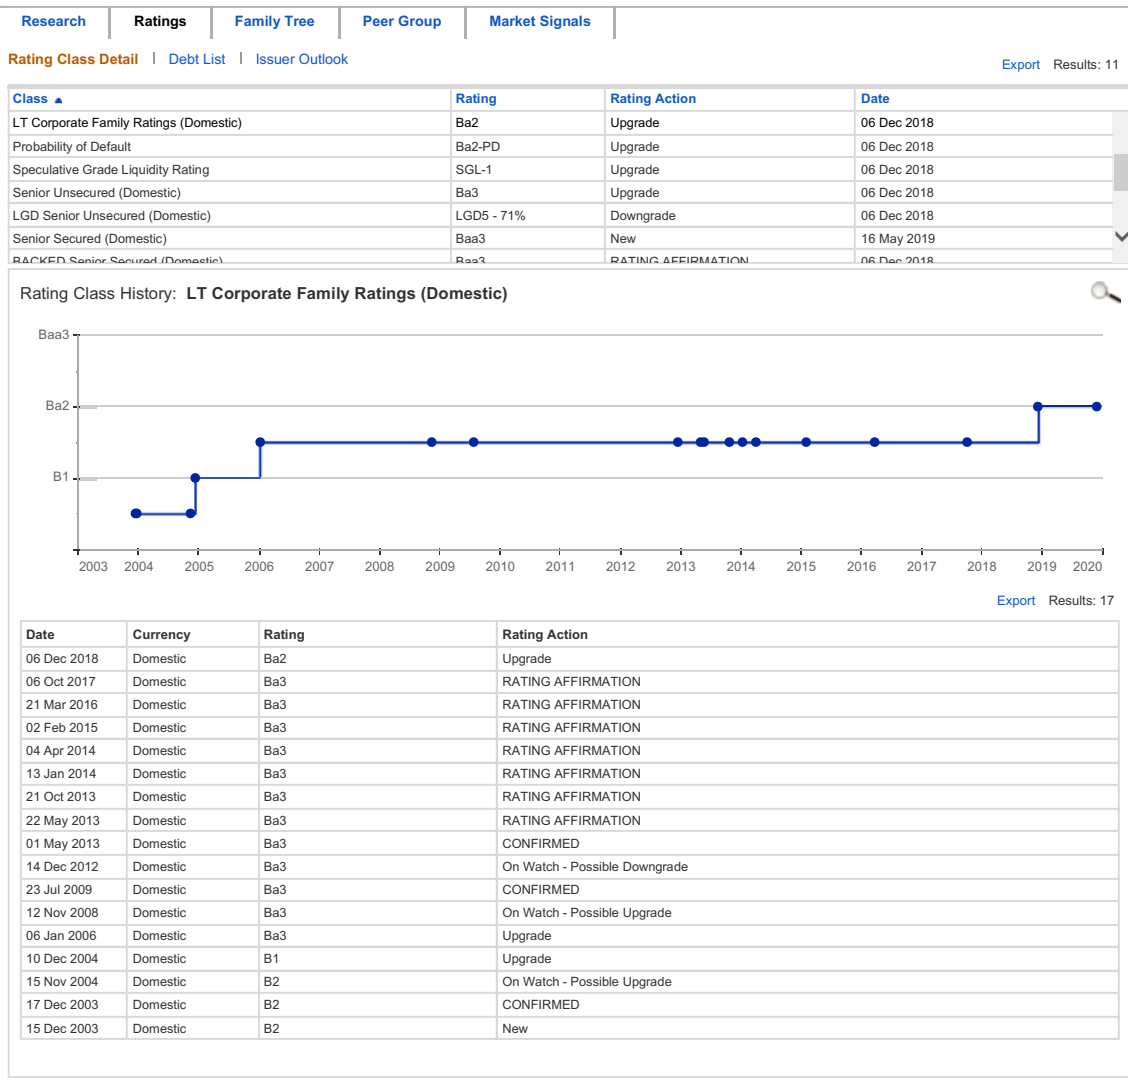 Research Ratings Family Tree Peer Group Market Signals
Rating Class Detail | Debt List | Issuer Outlook
Export Results: 11
Class ▲ Rating Rating Action Date
LT Corporate Family Ratings (Domestic) Ba2 Upgrade 06 Dec 2018
Probability of Default Ba2-PD Upgrade 06 Dec 2018
Speculative Grade Liquidity Rating SGL-1 Upgrade 06 Dec 2018
Senior Unsecured (Domestic) Ba3 Upgrade 06 Dec 2018
LGD Senior Unsecured (Domestic) LGD5 - 71% Downgrade 06 Dec 2018
Senior Secured (Domestic) Baa3 New 16 May 2019
BACKED Senior Secured (Domestic) Baa3 RATING AFFIRMATION 06 Dec 2018
Rating Class History: LT Corporate Family Ratings (Domestic)
Baa3
Ba2
B1
2003 2004 2005 2006 2007 2008 2009 2010 2011 2012 2013 2014 2015 2016 2017 2018 2019 2020
Export Results: 17
Date Currency Rating Rating Action
06 Dec 2018 Domestic Ba2 Upgrade
06 Oct 2017 Domestic Ba3 RATING AFFIRMATION
21 Mar 2016 Domestic Ba3 RATING AFFIRMATION
02 Feb 2015 Domestic Ba3 RATING AFFIRMATION
04 Apr 2014 Domestic Ba3 RATING AFFIRMATION
13 Jan 2014 Domestic Ba3 RATING AFFIRMATION
21 Oct 2013 Domestic Ba3 RATING AFFIRMATION
22 May 2013 Domestic Ba3 RATING AFFIRMATION
01 May 2013 Domestic Ba3 CONFIRMED
14 Dec 2012 Domestic Ba3 On Watch - Possible Downgrade
23 Jul 2009 Domestic Ba3 CONFIRMED
12 Nov 2008 Domestic Ba3 On Watch - Possible Upgrade
06 Jan 2006 Domestic Ba3 Upgrade
10 Dec 2004 Domestic B1 Upgrade
15 Nov 2004 Domestic B2 On Watch - Possible Upgrade
17 Dec 2003 Domestic B2 CONFIRMED
15 Dec 2003 Domestic B2 New